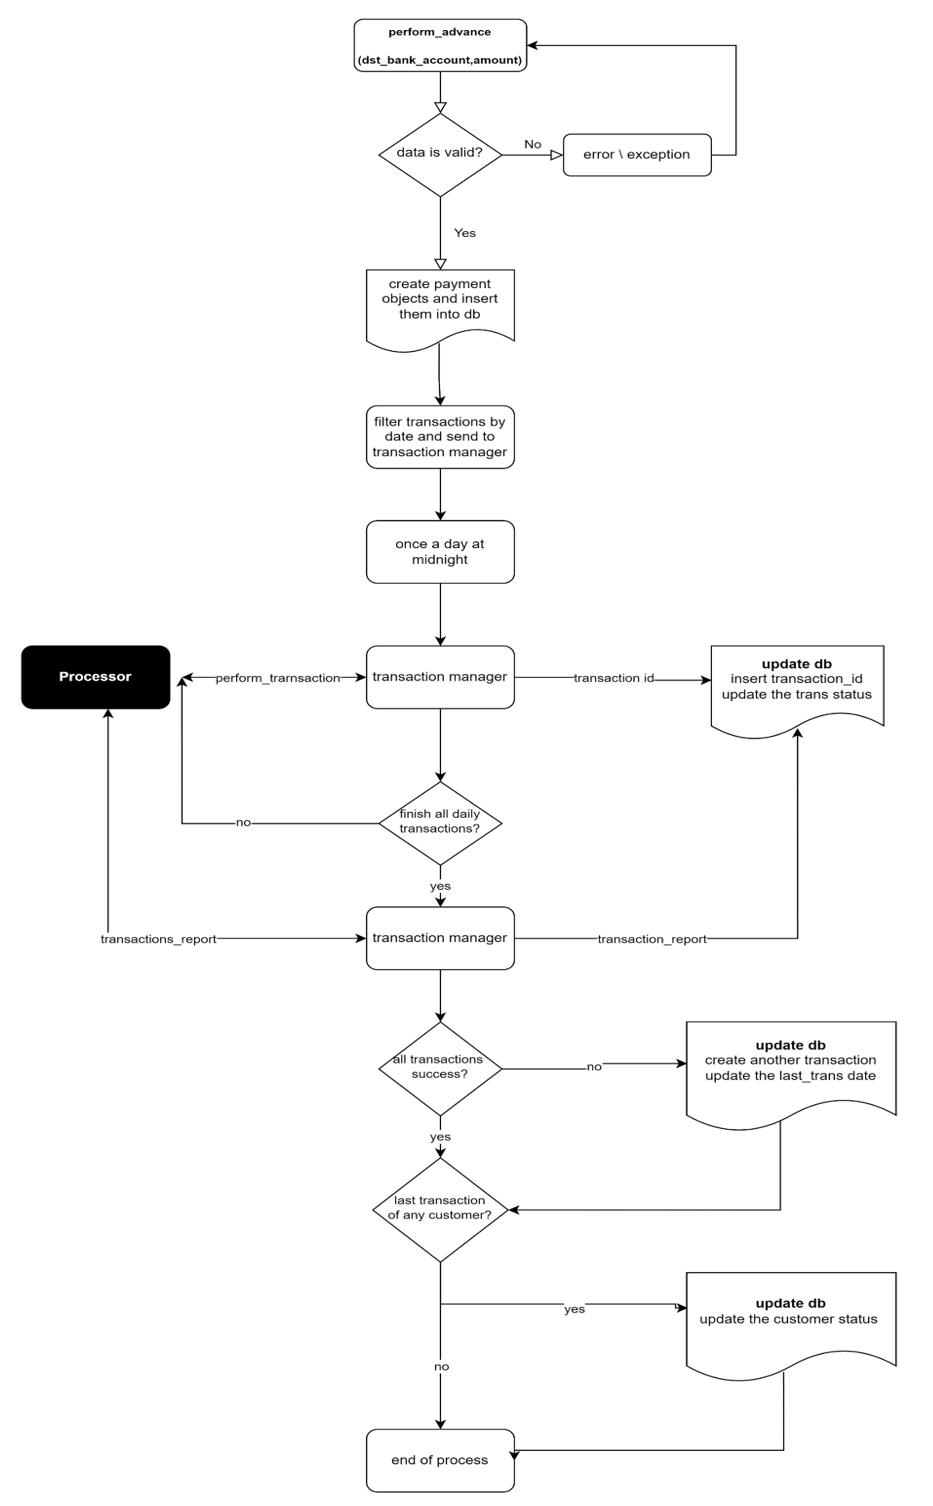 perform_advance
(dst_bank_account,amount)
data is valid?
No
error \ exception
Yes
create payment
objects and insert
them into db
filter transactions by
date and send to
transaction manager
once a day at
midnight
Processor
perform_trarnsaction
transaction manager
transaction id
update db
insert transaction_id
update the trans status
finish all daily
transactions?
no
yes
transactions_report
transaction manager
transaction_report
all transactions
success?
no
update db
create another transaction
update the last_trans date
yes
last transaction
of any customer?
yes
update db
update the customer status
no
end of process